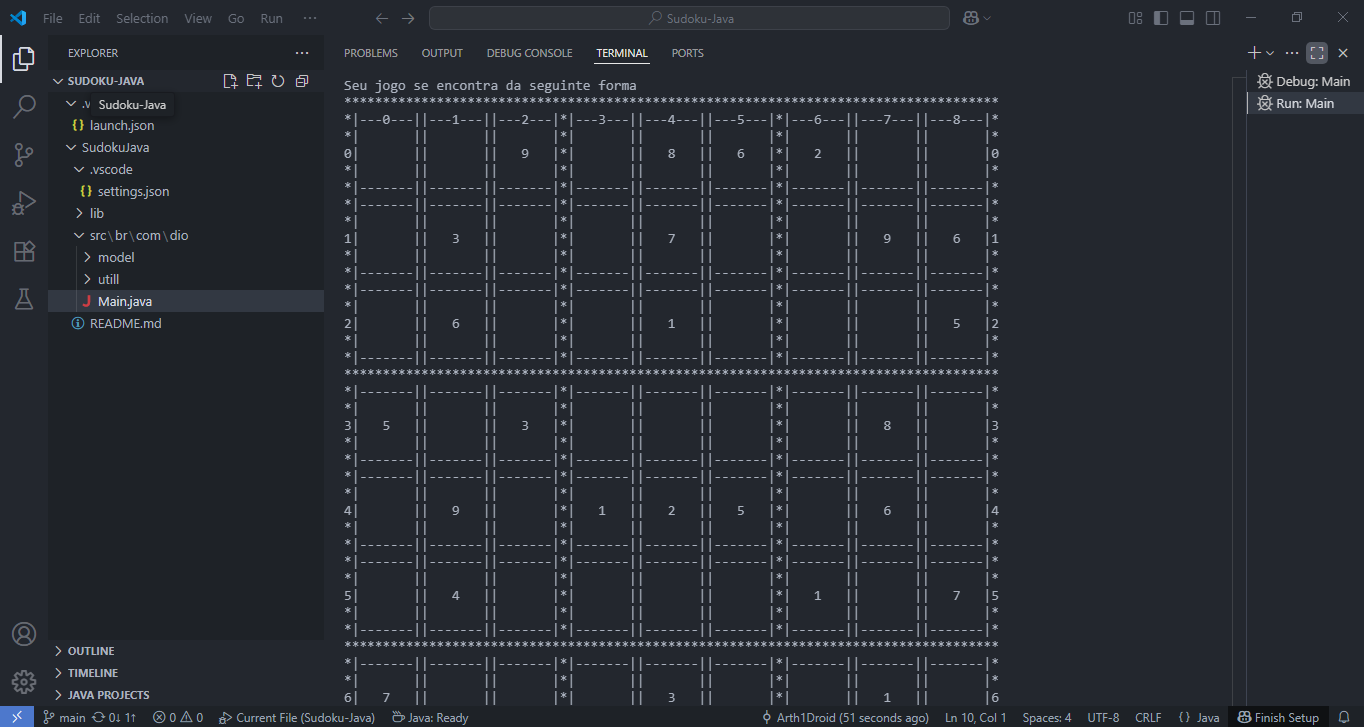 File Edit Selection View Go Run ··· Sudoku-Java
EXPLORER ···
SUDOKU-JAVA
.v Sudoku-Java
{} launch.json
SudokuJava
.vscode
{} settings.json
lib
src\br\com\dio
model
utill
J Main.java
README.md
OUTLINE
TIMELINE
JAVA PROJECTS
PROBLEMS OUTPUT DEBUG CONSOLE TERMINAL PORTS
Debug: Main
Run: Main
Seu jogo se encontra da seguinte forma
*************************************************************************************
*|---0---||---1---||---2---|*|---3---||---4---||---5---|*|---6---||---7---||---8---|*
*|       ||       ||       |*|       ||       ||       |*|       ||       ||       |*
0|       ||       ||   9   |*|       ||   8   ||   6   |*|   2   ||       ||       |0
*|       ||       ||       |*|       ||       ||       |*|       ||       ||       |*
*|-------||-------||-------|*|-------||-------||-------|*|-------||-------||-------|*
*|-------||-------||-------|*|-------||-------||-------|*|-------||-------||-------|*
*|       ||       ||       |*|       ||       ||       |*|       ||       ||       |*
1|       ||   3   ||       |*|       ||   7   ||       |*|       ||   9   ||   6   |1
*|       ||       ||       |*|       ||       ||       |*|       ||       ||       |*
*|-------||-------||-------|*|-------||-------||-------|*|-------||-------||-------|*
*|-------||-------||-------|*|-------||-------||-------|*|-------||-------||-------|*
*|       ||       ||       |*|       ||       ||       |*|       ||       ||       |*
2|       ||   6   ||       |*|       ||   1   ||       |*|       ||       ||   5   |2
*|       ||       ||       |*|       ||       ||       |*|       ||       ||       |*
*|-------||-------||-------|*|-------||-------||-------|*|-------||-------||-------|*
*************************************************************************************
*|-------||-------||-------|*|-------||-------||-------|*|-------||-------||-------|*
*|       ||       ||       |*|       ||       ||       |*|       ||       ||       |*
3|   5   ||       ||   3   |*|       ||       ||       |*|       ||   8   ||       |3
*|       ||       ||       |*|       ||       ||       |*|       ||       ||       |*
*|-------||-------||-------|*|-------||-------||-------|*|-------||-------||-------|*
*|-------||-------||-------|*|-------||-------||-------|*|-------||-------||-------|*
*|       ||       ||       |*|       ||       ||       |*|       ||       ||       |*
4|       ||   9   ||       |*|   1   ||   2   ||   5   |*|       ||   6   ||       |4
*|       ||       ||       |*|       ||       ||       |*|       ||       ||       |*
*|-------||-------||-------|*|-------||-------||-------|*|-------||-------||-------|*
*|-------||-------||-------|*|-------||-------||-------|*|-------||-------||-------|*
*|       ||       ||       |*|       ||       ||       |*|       ||       ||       |*
5|       ||   4   ||       |*|       ||       ||       |*|   1   ||       ||   7   |5
*|       ||       ||       |*|       ||       ||       |*|       ||       ||       |*
*|-------||-------||-------|*|-------||-------||-------|*|-------||-------||-------|*
*************************************************************************************
*|-------||-------||-------|*|-------||-------||-------|*|-------||-------||-------|*
*|       ||       ||       |*|       ||       ||       |*|       ||       ||       |*
6|   7   ||       ||       |*|       ||   3   ||       |*|       ||   1   ||       |6
main 0↓ 1↑ 0 0 Current File (Sudoku-Java) Java: Ready Arth1Droid (51 seconds ago) Ln 10, Col 1 Spaces: 4 UTF-8 CRLF {} Java Finish Setup